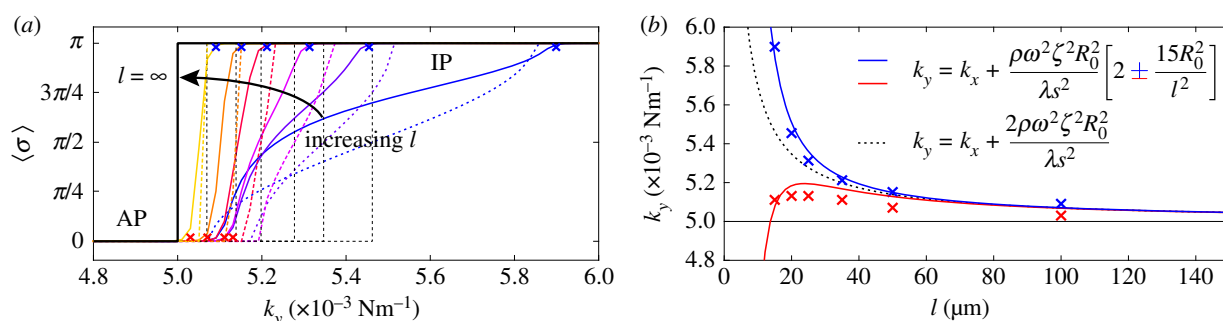 (a)
⟨σ⟩
π
3π/4
π/2
π/4
0
l = ∞
IP
increasing l
AP
4.8 5.0 5.2 5.4 5.6 5.8 6.0
k_y (×10⁻³ Nm⁻¹)
(b)
k_y (×10⁻³ Nm⁻¹)
6.0
5.8
5.6
5.4
5.2
5.0
4.8
k_y = k_x + ρω²ζ²R₀²/λs² [2 ± 15R₀²/l²]
k_y = k_x + 2ρω²ζ²R₀²/λs²
0 20 40 60 80 100 120 140
l (μm)